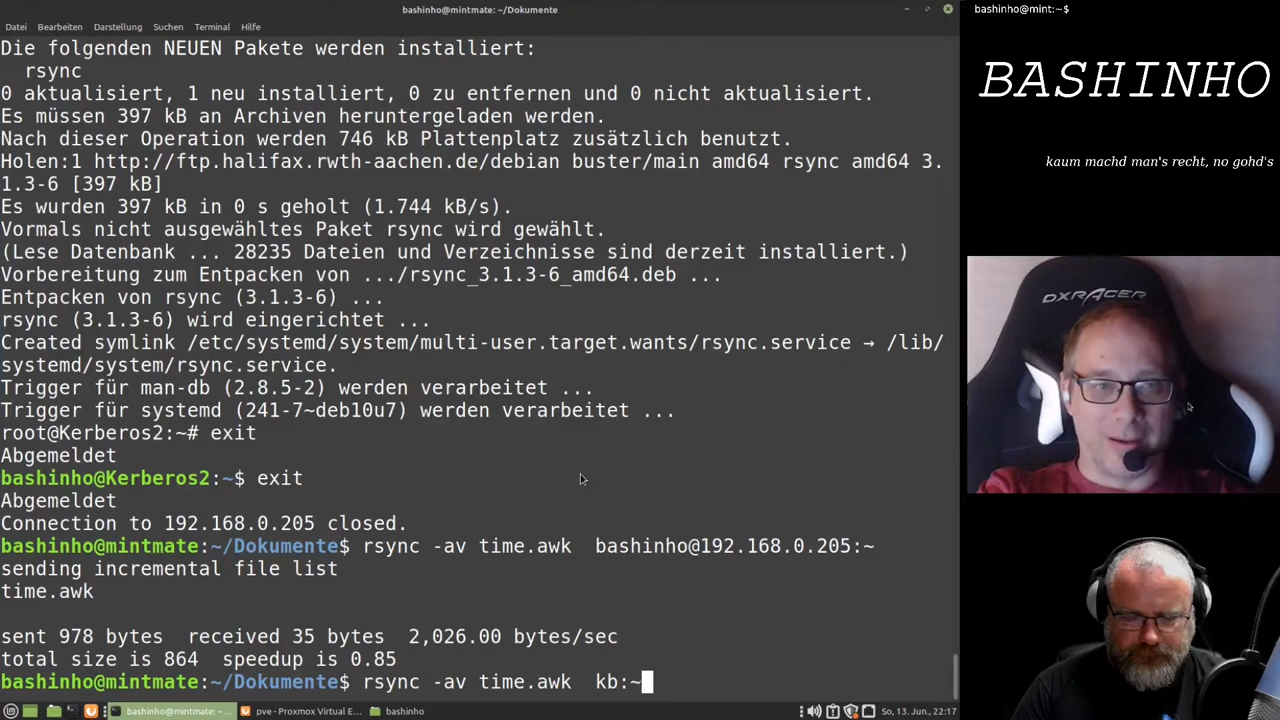 bashinho@mintmate: ~/Dokumente
Datei Bearbeiten Darstellung Suchen Terminal Hilfe
Die folgenden NEUEN Pakete werden installiert:
rsync
0 aktualisiert, 1 neu installiert, 0 zu entfernen und 0 nicht aktualisiert.
Es müssen 397 kB an Archiven heruntergeladen werden.
Nach dieser Operation werden 746 kB Plattenplatz zusätzlich benutzt.
Holen:1 http://ftp.halifax.rwth-aachen.de/debian buster/main amd64 rsync amd64 3.
1.3-6 [397 kB]
Es wurden 397 kB in 0 s geholt (1.744 kB/s).
Vormals nicht ausgewähltes Paket rsync wird gewählt.
(Lese Datenbank ... 28235 Dateien und Verzeichnisse sind derzeit installiert.)
Vorbereitung zum Entpacken von .../rsync_3.1.3-6_amd64.deb ...
Entpacken von rsync (3.1.3-6) ...
rsync (3.1.3-6) wird eingerichtet ...
Created symlink /etc/systemd/system/multi-user.target.wants/rsync.service → /lib/
systemd/system/rsync.service.
Trigger für man-db (2.8.5-2) werden verarbeitet ...
Trigger für systemd (241-7~deb10u7) werden verarbeitet ...
root@Kerberos2:~# exit
Abgemeldet
bashinho@Kerberos2:~$ exit
Abgemeldet
Connection to 192.168.0.205 closed.
bashinho@mintmate:~/Dokumente$ rsync -av time.awk  bashinho@192.168.0.205:~
sending incremental file list
time.awk
sent 978 bytes  received 35 bytes  2,026.00 bytes/sec
total size is 864  speedup is 0.85
bashinho@mintmate:~/Dokumente$ rsync -av time.awk  kb:~
bashinho@mintmate: ~/...
pve - Proxmox Virtual E...
bashinho
So, 13. Jun., 22:17
bashinho@mint:~$
BASHINHO
kaum machd man's recht, no gohd's
DXRACER